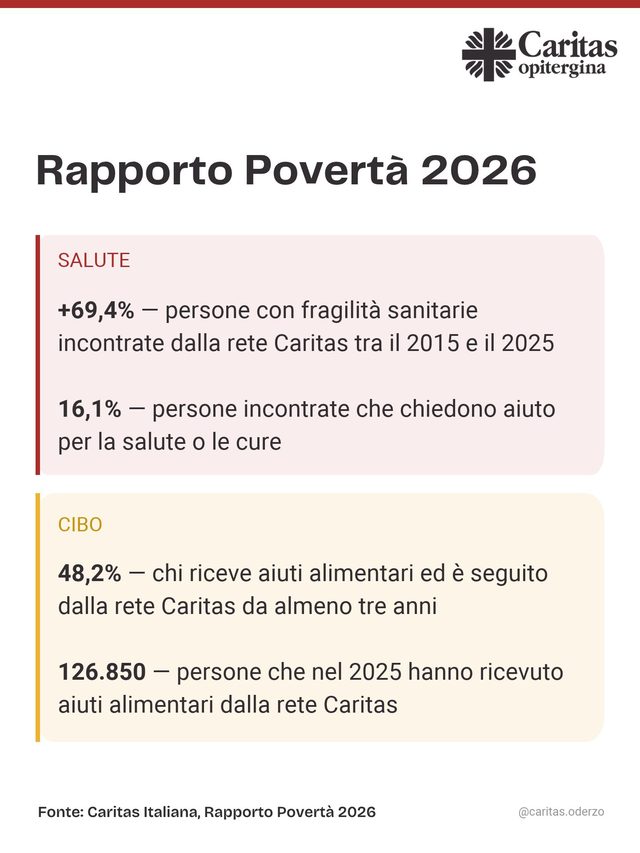 Caritas
opitergina
Rapporto Povertà 2026
SALUTE
+69,4% — persone con fragilità sanitarie
incontrate dalla rete Caritas tra il 2015 e il 2025
16,1% — persone incontrate che chiedono aiuto
per la salute o le cure
CIBO
48,2% — chi riceve aiuti alimentari ed è seguito
dalla rete Caritas da almeno tre anni
126.850 — persone che nel 2025 hanno ricevuto
aiuti alimentari dalla rete Caritas
Fonte: Caritas Italiana, Rapporto Povertà 2026
@caritas.oderzo